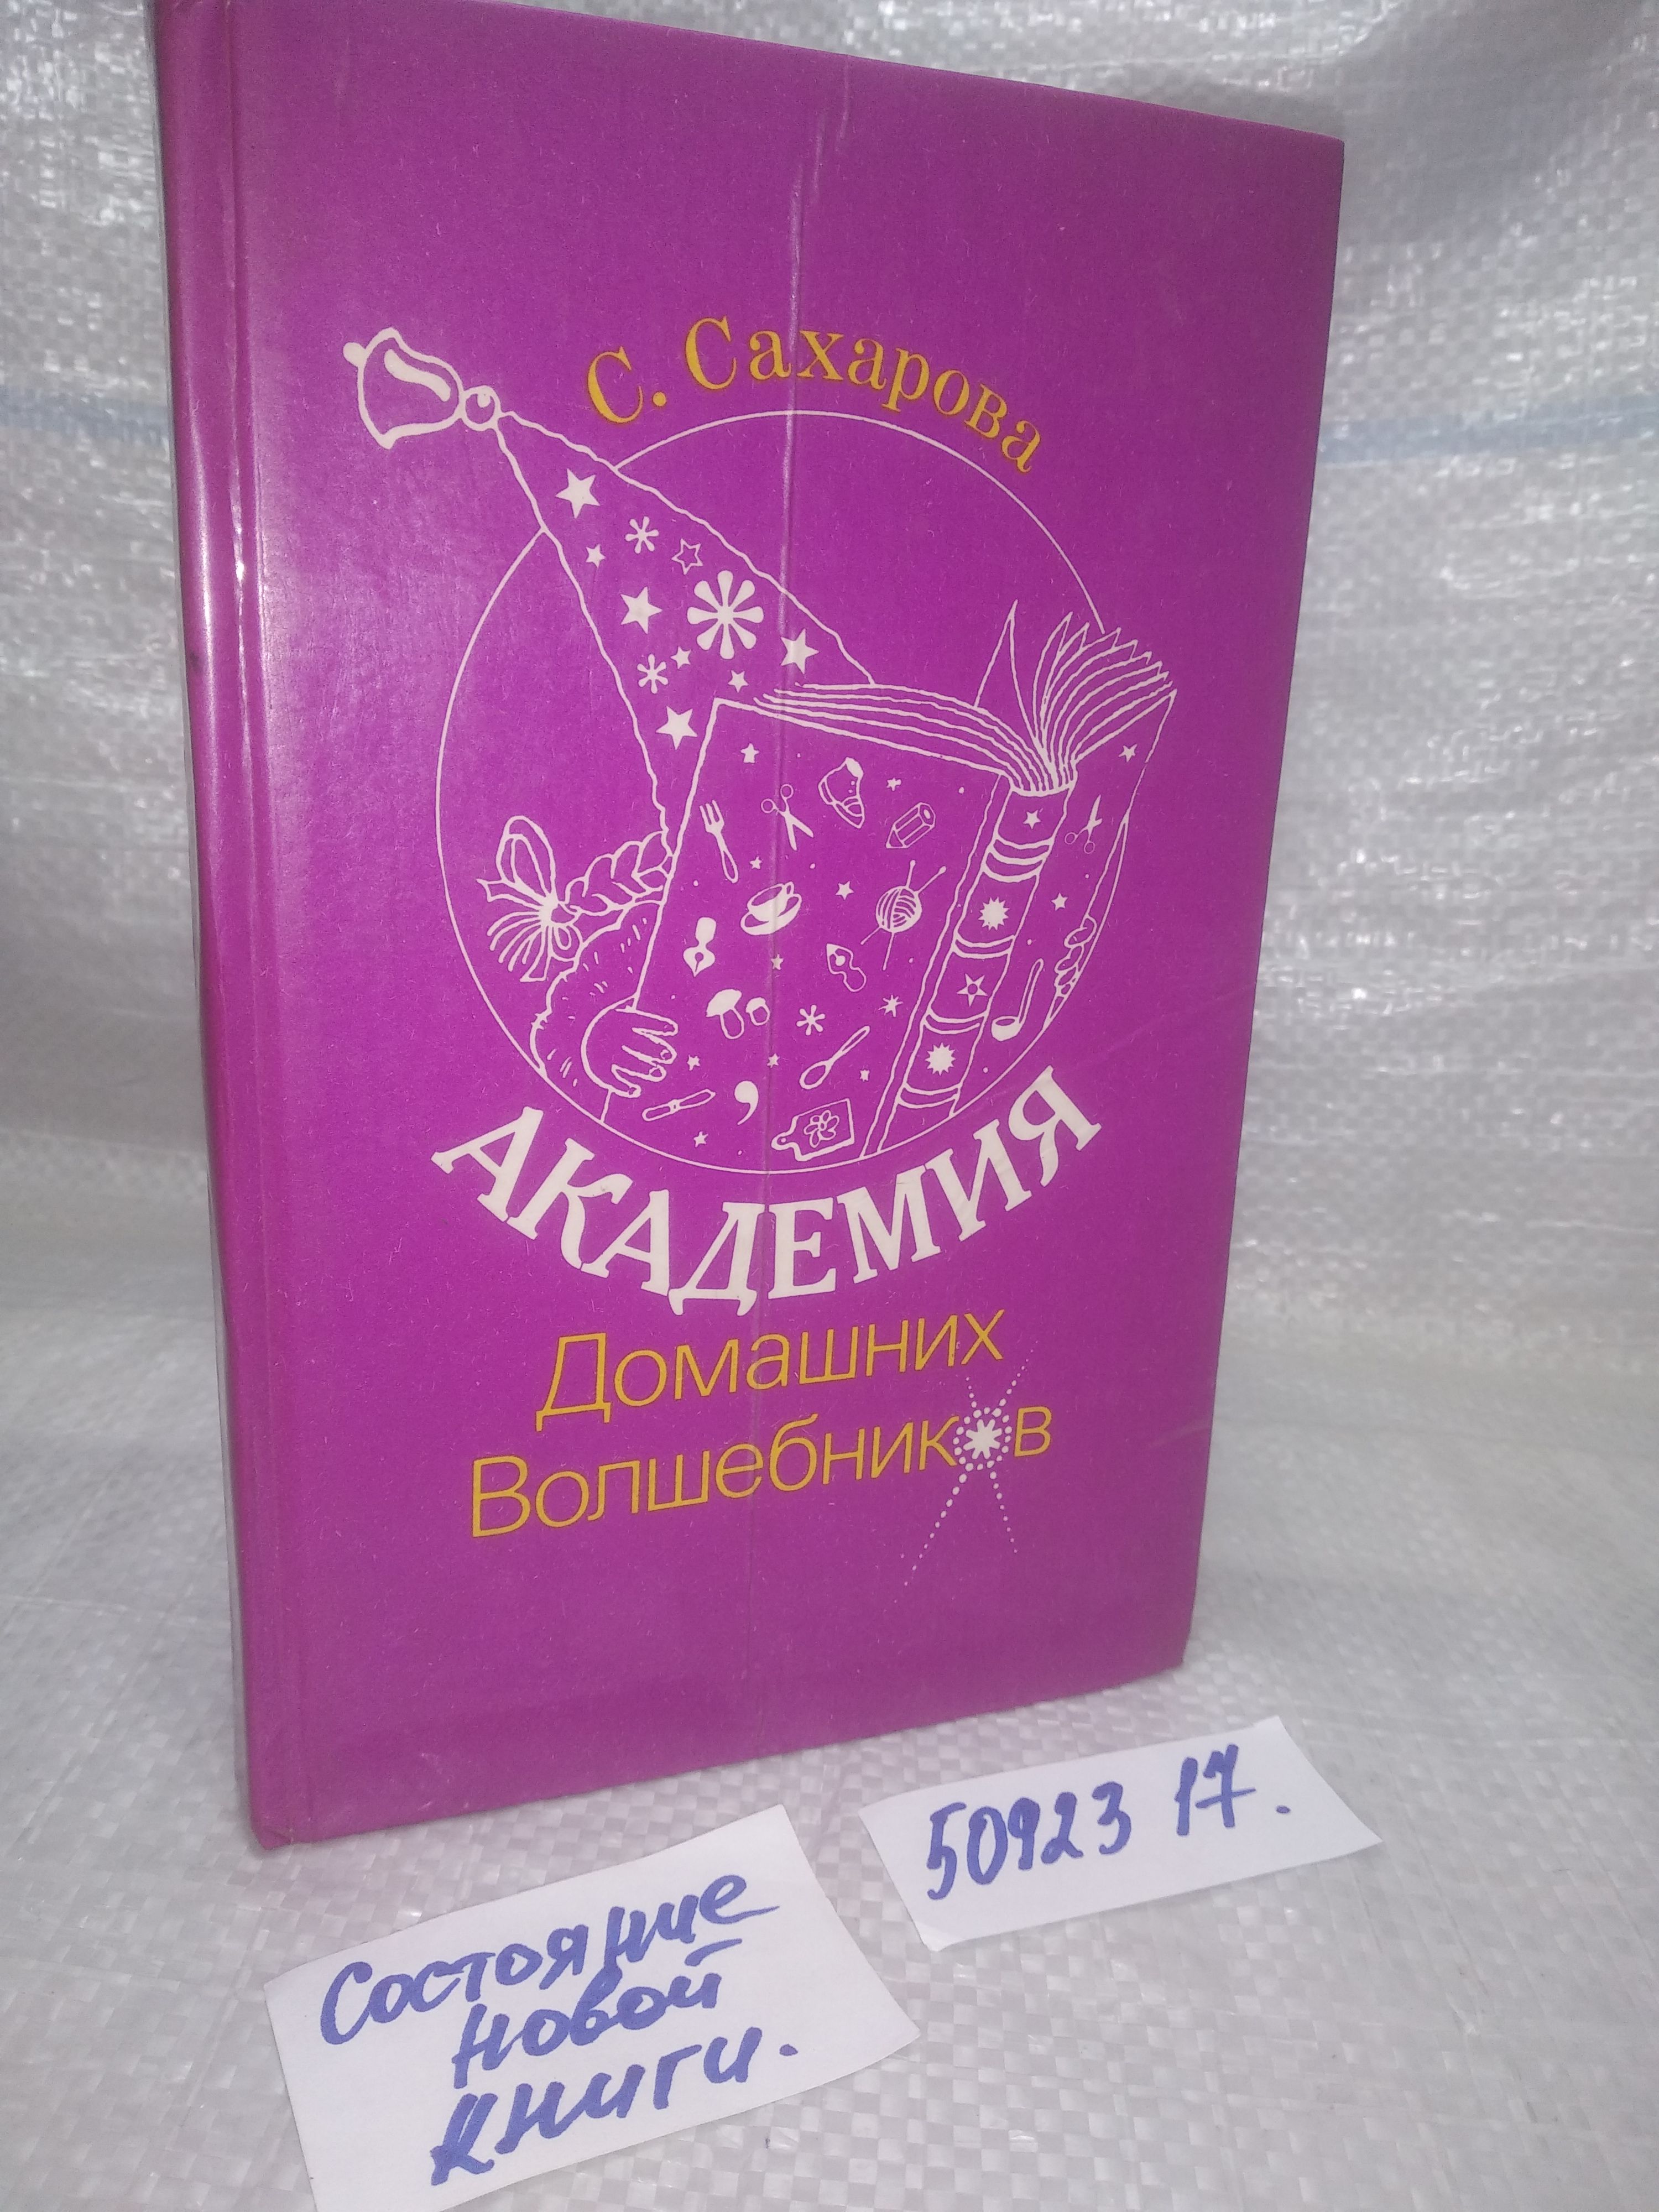 С. Сахарова
АКАДЕМИЯ
Домашних
Волшебников
50923 17.
Состояние
новой
книги.